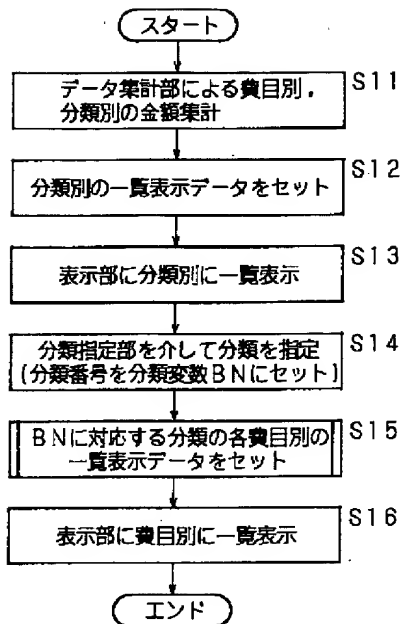 スタート
データ集計部による費目別,
分類別の金額集計
S11
分類別の一覧表示データをセット
S12
表示部に分類別に一覧表示
S13
分類指定部を介して分類を指定
(分類番号を分類変数BNにセット)
S14
BNに対応する分類の各費目別の
一覧表示データをセット
S15
表示部に費目別に一覧表示
S16
エンド